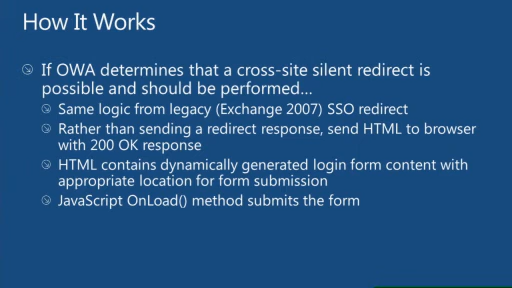 How It Works
If OWA determines that a cross-site silent redirect is
possible and should be performed...
Same logic from legacy (Exchange 2007) SSO redirect
Rather than sending a redirect response, send HTML to browser
with 200 OK response
HTML contains dynamically generated login form content with
appropriate location for form submission
JavaScript OnLoad() method submits the form